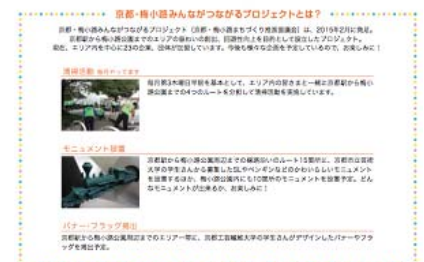 京都・梅小路みんながつながるプロジェクトとは？
京都・梅小路みんながつながるプロジェクト（京都・梅小路まちづくり推進協議会）は、2015年2月に発足。
京都駅から梅小路公園までのエリアの賑わいの創出、回遊性向上を目的として設立したプロジェクト。
現在、エリア内を中心に23の企業、団体が加盟しています。今後も様々な企画を予定しているので、お楽しみに！
清掃活動 毎月やってます
毎月第3木曜日午前を基本として、エリア内の皆さまと一緒に京都駅から梅小
路公園までの4つのルートを分担して清掃活動を実施しています。
モニュメント設置
京都駅から梅小路公園周辺までの線路沿いのルート15箇所に、京都市立芸術
大学の学生さんから募集したSLやペンギンなどのかわいらしいモニュメント
を設置するほか、梅小路公園内にも10箇所のモニュメントを設置予定。どん
なモニュメントが出来るか、お楽しみに！
バナー・フラッグ掲出
京都駅から梅小路公園周辺までのエリア一帯に、京都工芸繊維大学の学生さんがデザインしたバナーやフラ
ッグを掲出予定。